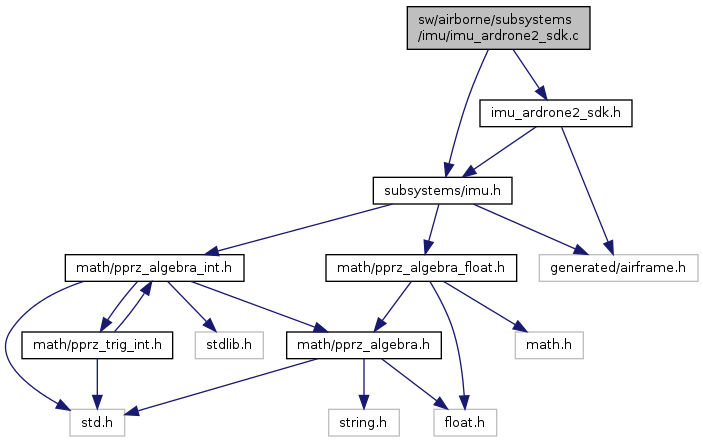 sw/airborne/subsystems
/imu/imu_ardrone2_sdk.c
imu_ardrone2_sdk.h
subsystems/imu.h
math/pprz_algebra_int.h
math/pprz_algebra_float.h
generated/airframe.h
math/pprz_trig_int.h
stdlib.h
math/pprz_algebra.h
math.h
std.h
string.h
float.h